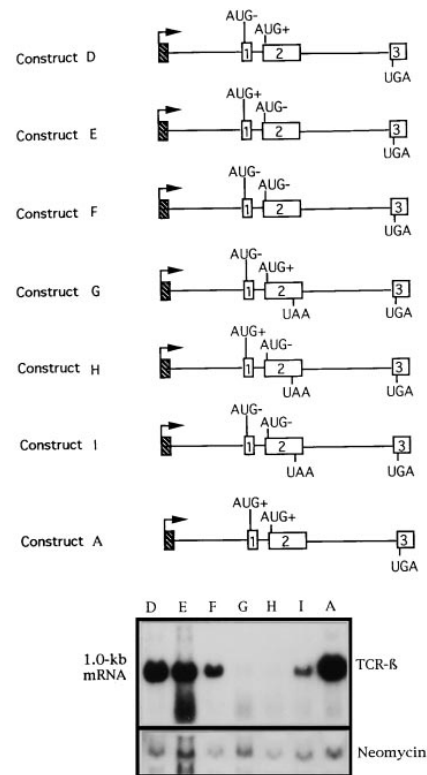 AUG-
AUG+
Construct D
1
2
3
UGA
AUG+
AUG-
Construct E
1
2
3
UGA
AUG-
AUG-
Construct F
1
2
3
UGA
AUG-
AUG+
Construct G
1
2
3
UAA
UGA
AUG+
AUG-
Construct H
1
2
3
UAA
UGA
AUG-
AUG-
Construct I
1
2
3
UAA
UGA
AUG+
AUG+
Construct A
1
2
3
UGA
D E F G H I A
1.0-kb
mRNA
TCR-ß
Neomycin